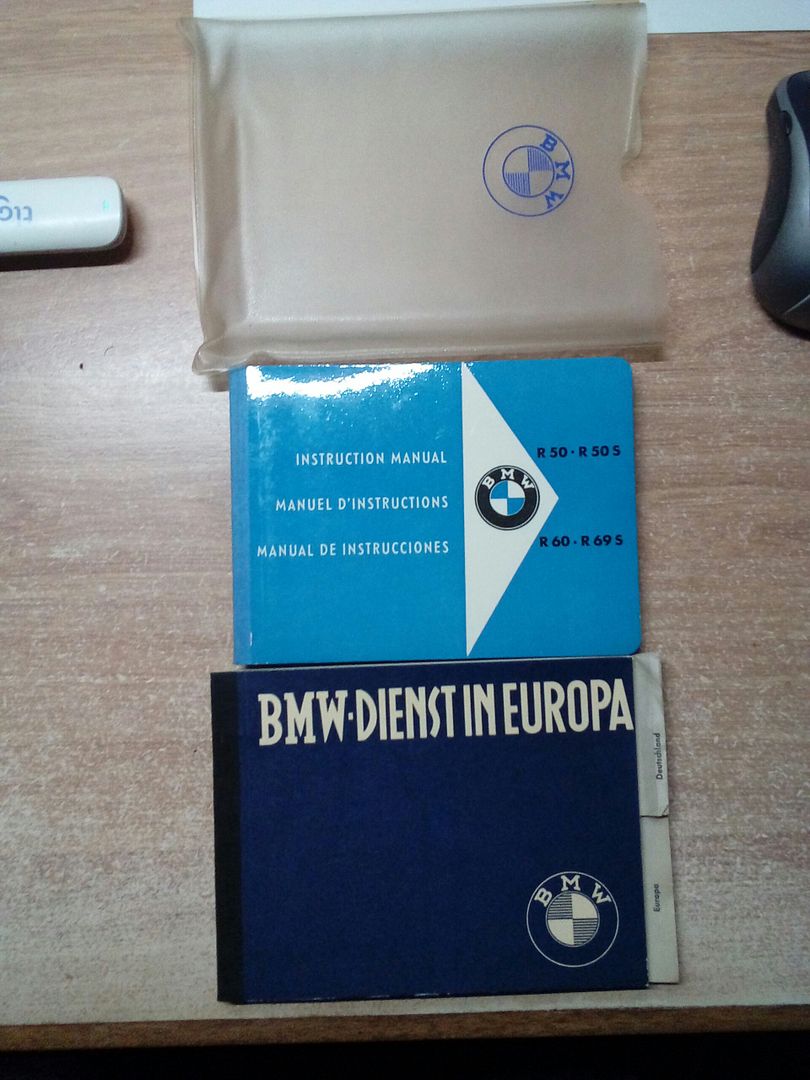 BMW
tigo
INSTRUCTION MANUAL
MANUEL D'INSTRUCTIONS
MANUAL DE INSTRUCCIONES
BMW
R 50 · R 50 S
R 60 · R 69 S
BMW·DIENST IN EUROPA
Deutschland
Europa
BMW